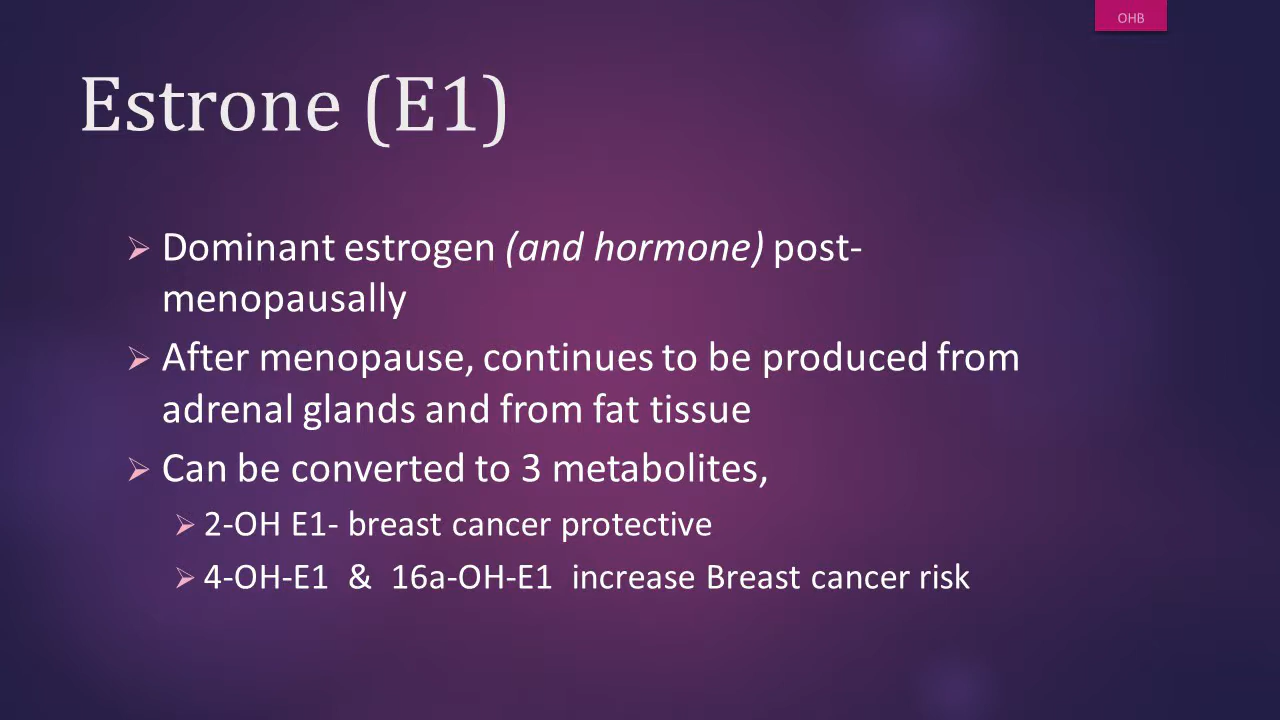 OHB
Estrone (E1)
Dominant estrogen (and hormone) post-
menopausally
After menopause, continues to be produced from
adrenal glands and from fat tissue
Can be converted to 3 metabolites,
2-OH E1- breast cancer protective
4-OH-E1 & 16a-OH-E1 increase Breast cancer risk